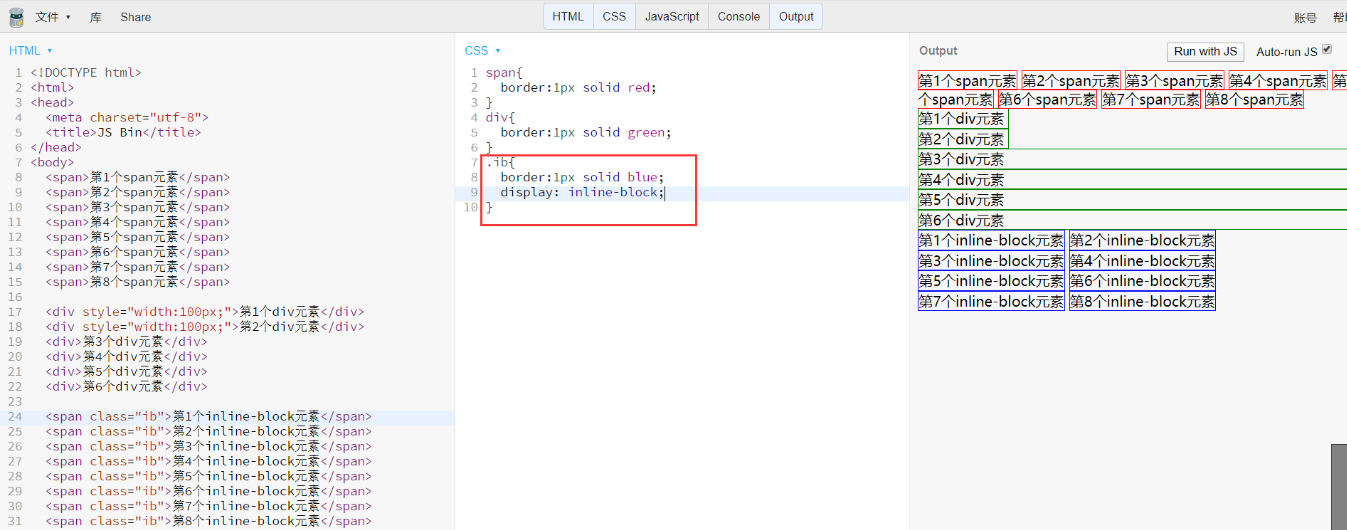 文件 ▾ 库 Share HTML CSS JavaScript Console Output 账号
HTML ▾
1 <!DOCTYPE html>
2 <html>
3 <head>
4 <meta charset="utf-8">
5 <title>JS Bin</title>
6 </head>
7 <body>
8 <span>第1个span元素</span>
9 <span>第2个span元素</span>
10 <span>第3个span元素</span>
11 <span>第4个span元素</span>
12 <span>第5个span元素</span>
13 <span>第6个span元素</span>
14 <span>第7个span元素</span>
15 <span>第8个span元素</span>
16
17 <div style="width:100px;">第1个div元素</div>
18 <div style="width:100px;">第2个div元素</div>
19 <div>第3个div元素</div>
20 <div>第4个div元素</div>
21 <div>第5个div元素</div>
22 <div>第6个div元素</div>
23
24 <span class="ib">第1个inline-block元素</span>
25 <span class="ib">第2个inline-block元素</span>
26 <span class="ib">第3个inline-block元素</span>
27 <span class="ib">第4个inline-block元素</span>
28 <span class="ib">第5个inline-block元素</span>
29 <span class="ib">第6个inline-block元素</span>
30 <span class="ib">第7个inline-block元素</span>
31 <span class="ib">第8个inline-block元素</span>
CSS ▾
1 span{
2 border:1px solid red;
3 }
4 div{
5 border:1px solid green;
6 }
7 .ib{
8 border:1px solid blue;
9 display: inline-block;
10 }
Output Run with JS Auto-run JS
第1个span元素 第2个span元素 第3个span元素 第4个span元素 第
个span元素 第6个span元素 第7个span元素 第8个span元素
第1个div元素
第2个div元素
第3个div元素
第4个div元素
第5个div元素
第6个div元素
第1个inline-block元素 第2个inline-block元素
第3个inline-block元素 第4个inline-block元素
第5个inline-block元素 第6个inline-block元素
第7个inline-block元素 第8个inline-block元素